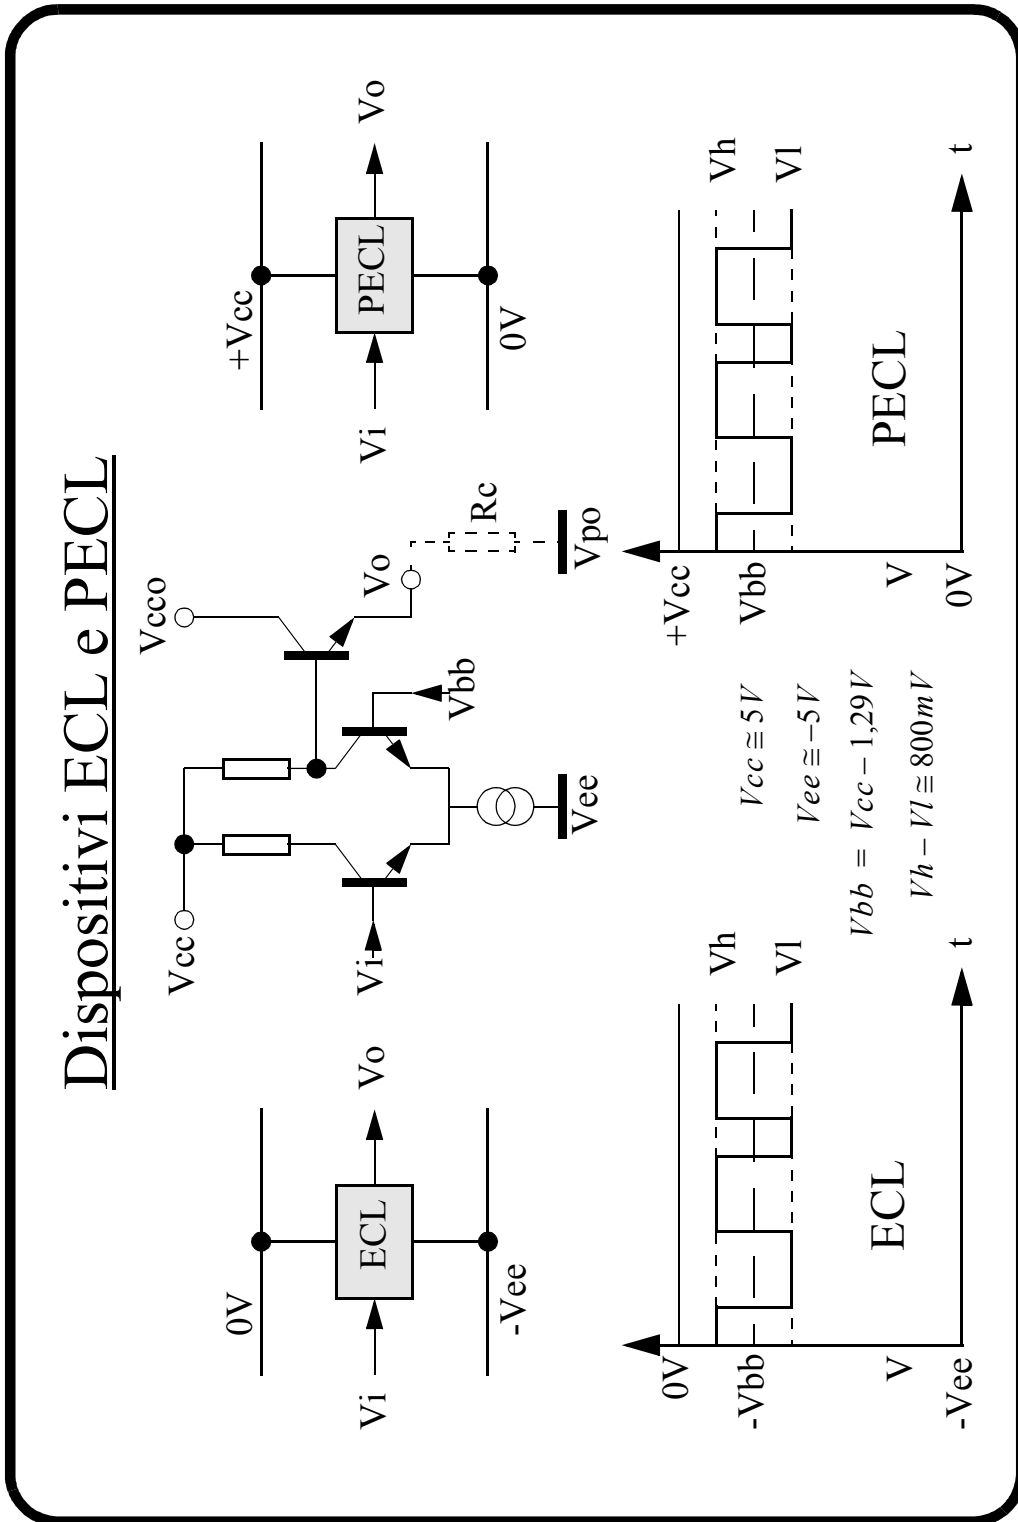 Dispositivi ECL e PECL
0V
Vi
ECL
Vo
-Vee
Vcc
Vcco
Vi
Vbb
Vo
Rc
Vee
Vpo
+Vcc
Vi
PECL
Vo
0V
0V
-Vbb
V
-Vee
Vh
Vl
t
ECL
Vcc ≅ 5V
Vee ≅ −5V
Vbb = Vcc − 1,29V
Vh − Vl ≅ 800mV
+Vcc
Vbb
V
0V
Vh
Vl
t
PECL